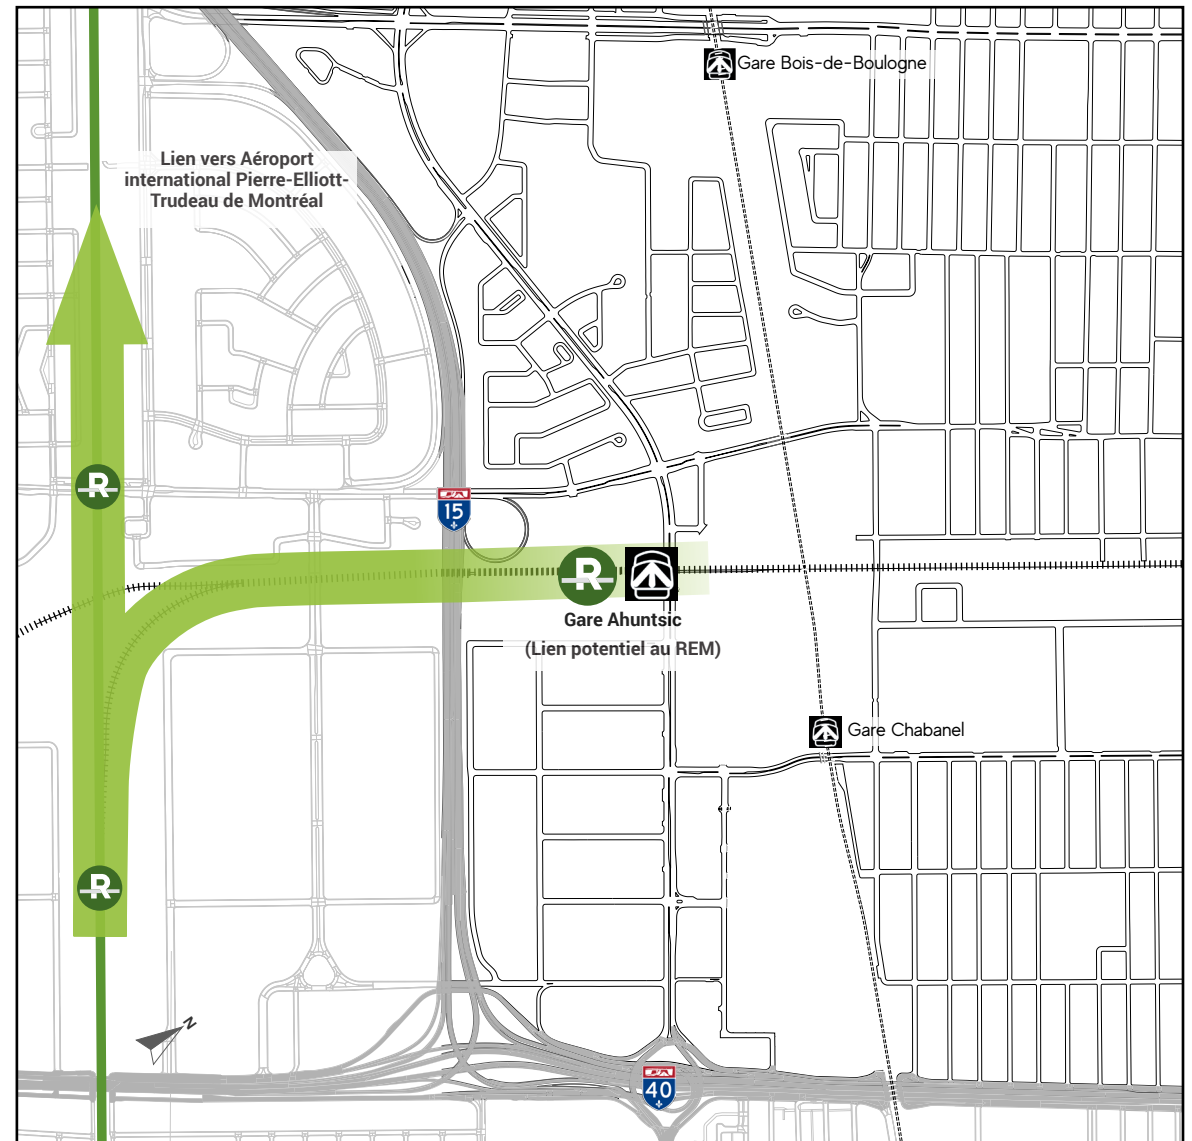 Gare Bois-de-Boulogne
Lien vers Aéroport
international Pierre-Elliott-
Trudeau de Montréal
R
15
R
Gare Ahuntsic
(Lien potentiel au REM)
Gare Chabanel
R
N
40